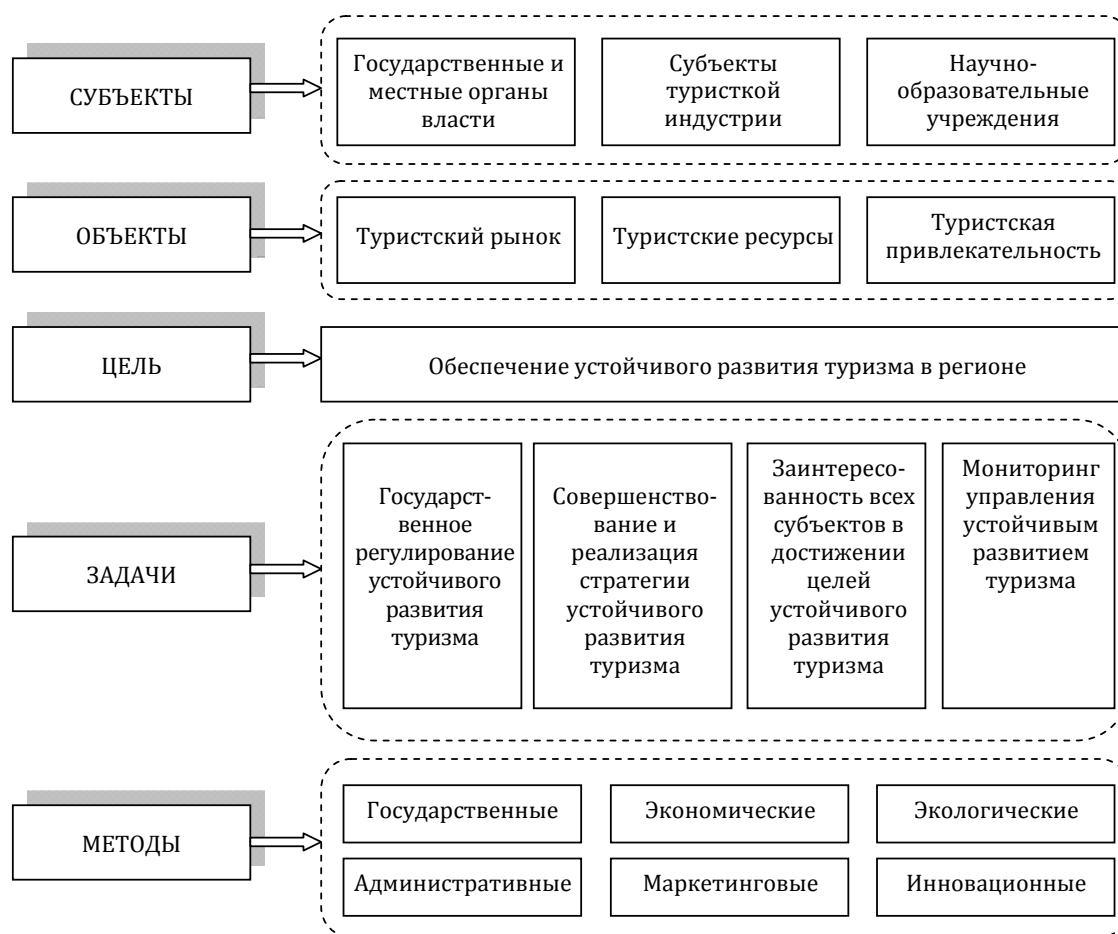 СУБЪЕКТЫ
Государственные и
местные органы
власти
Субъекты
туристкой
индустрии
Научно-
образовательные
учреждения
ОБЪЕКТЫ
Туристский рынок
Туристские ресурсы
Туристская
привлекательность
ЦЕЛЬ
Обеспечение устойчивого развития туризма в регионе
ЗАДАЧИ
Государст-
венное
регулирование
устойчивого
развития
туризма
Совершенство-
вание и
реализация
стратегии
устойчивого
развития
туризма
Заинтересо-
ванность всех
субъектов в
достижении
целей
устойчивого
развития
туризма
Мониторинг
управления
устойчивым
развитием
туризма
МЕТОДЫ
Государственные
Экономические
Экологические
Административные
Маркетинговые
Инновационные